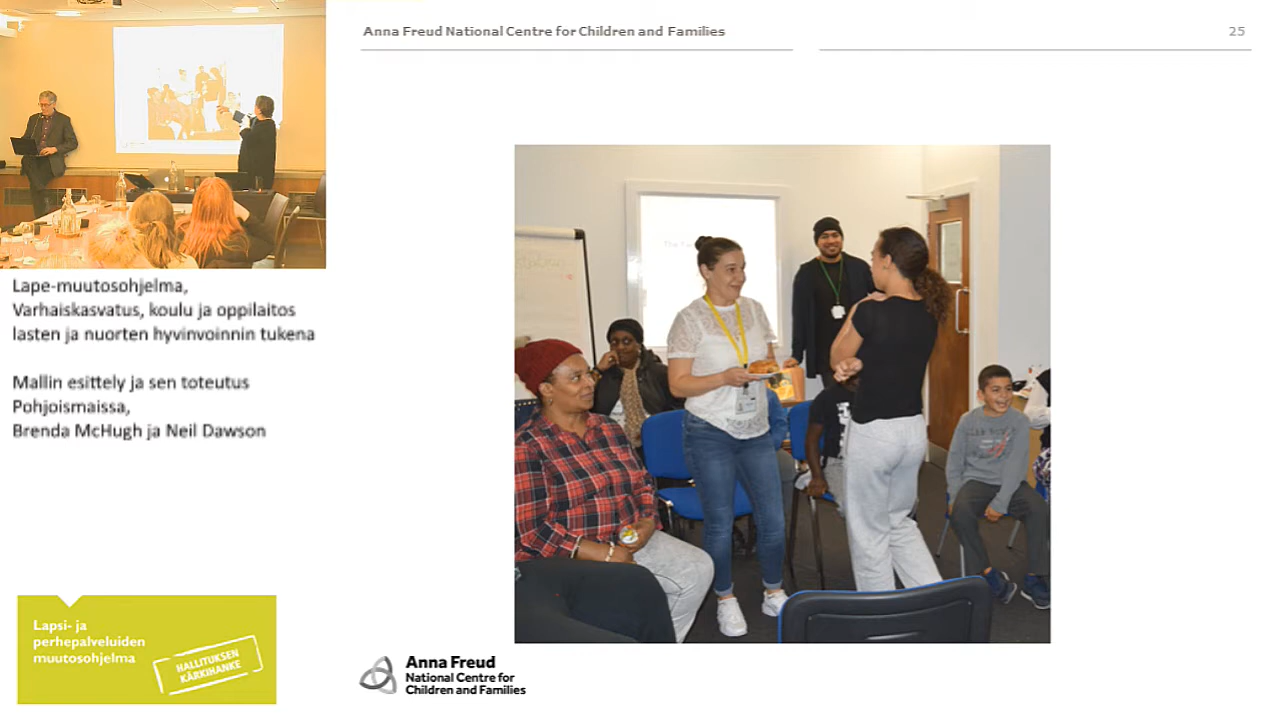 Anna Freud National Centre for Children and Families
25
Lape-muutosohjelma,
Varhaiskasvatus, koulu ja oppilaitos
lasten ja nuorten hyvinvoinnin tukena
Mallin esittely ja sen toteutus
Pohjoismaissa,
Brenda McHugh ja Neil Dawson
Lapsi- ja
perhepalveluiden
muutosohjelma
HALLITUKSEN
KÄRKIHANKE
Anna Freud
National Centre for
Children and Families